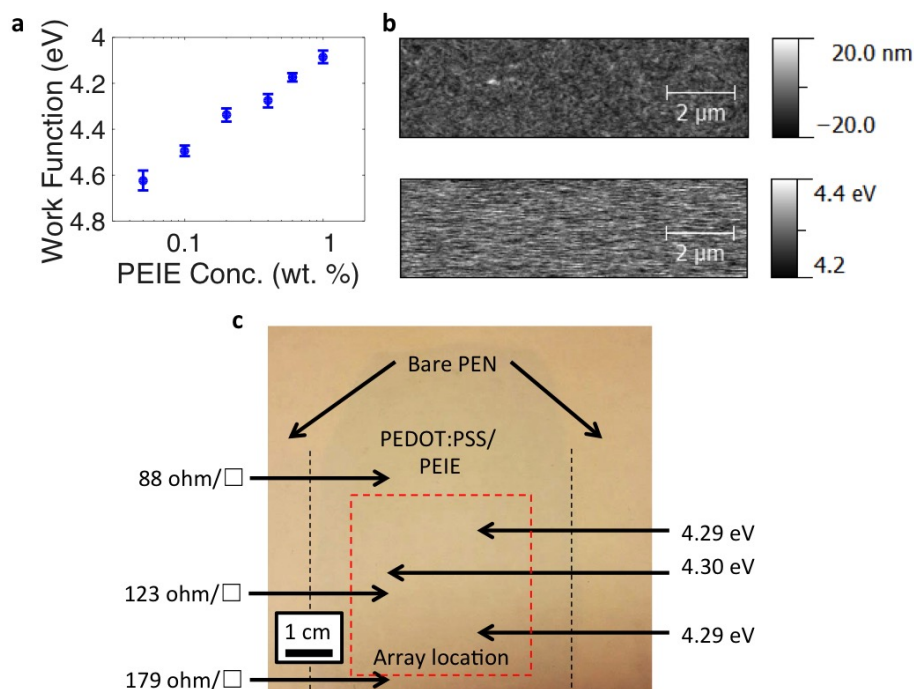 a
Work Function (eV)
4
4.2
4.4
4.6
4.8
0.1
1
PEIE Conc. (wt. %)
b
2 µm
20.0 nm
−20.0
2 µm
4.4 eV
4.2
c
Bare PEN
PEDOT:PSS/
PEIE
88 ohm/□
4.29 eV
4.30 eV
123 ohm/□
1 cm
4.29 eV
Array location
179 ohm/□